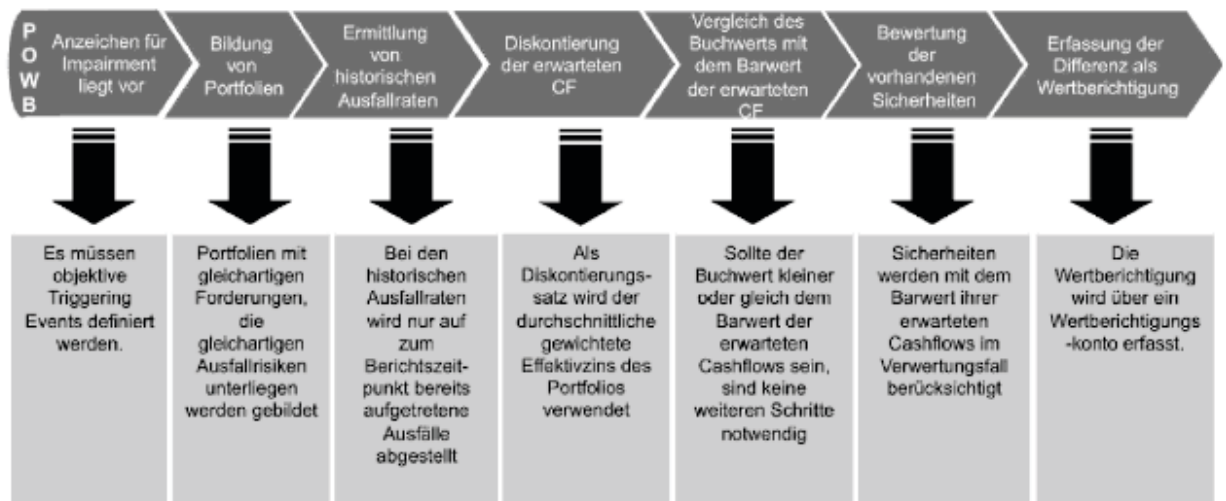 P
O
W
B
Anzeichen für
Impairment
liegt vor
Bildung
von
Portfolien
Ermittlung
von
historischen
Ausfallraten
Diskontierung
der erwarteten
CF
Vergleich des
Buchwerts mit
dem Barwert
der erwarteten
CF
Bewertung
der
vorhandenen
Sicherheiten
Erfassung der
Differenz als
Wertberichtigung
Es müssen
objektive
Triggering
Events definiert
werden.
Portfolien mit
gleichartigen
Forderungen,
die
gleichartigen
Ausfallrisiken
unterliegen
werden gebildet
Bei den
historischen
Ausfallraten
wird nur auf
zum
Berichtszeit-
punkt bereits
aufgetretene
Ausfälle
abgestellt
Als
Diskontierungs-
satz wird der
durchschnittliche
gewichtete
Effektivzins des
Portfolios
verwendet
Sollte der
Buchwert kleiner
oder gleich dem
Barwert der
erwarteten
Cashflows sein,
sind keine
weiteren Schritte
notwendig
Sicherheiten
werden mit dem
Barwert ihrer
erwarteten
Cashflows im
Verwertungsfall
berücksichtigt
Die
Wertberichtigung
wird über ein
Wertberichtigungs
-konto erfasst.